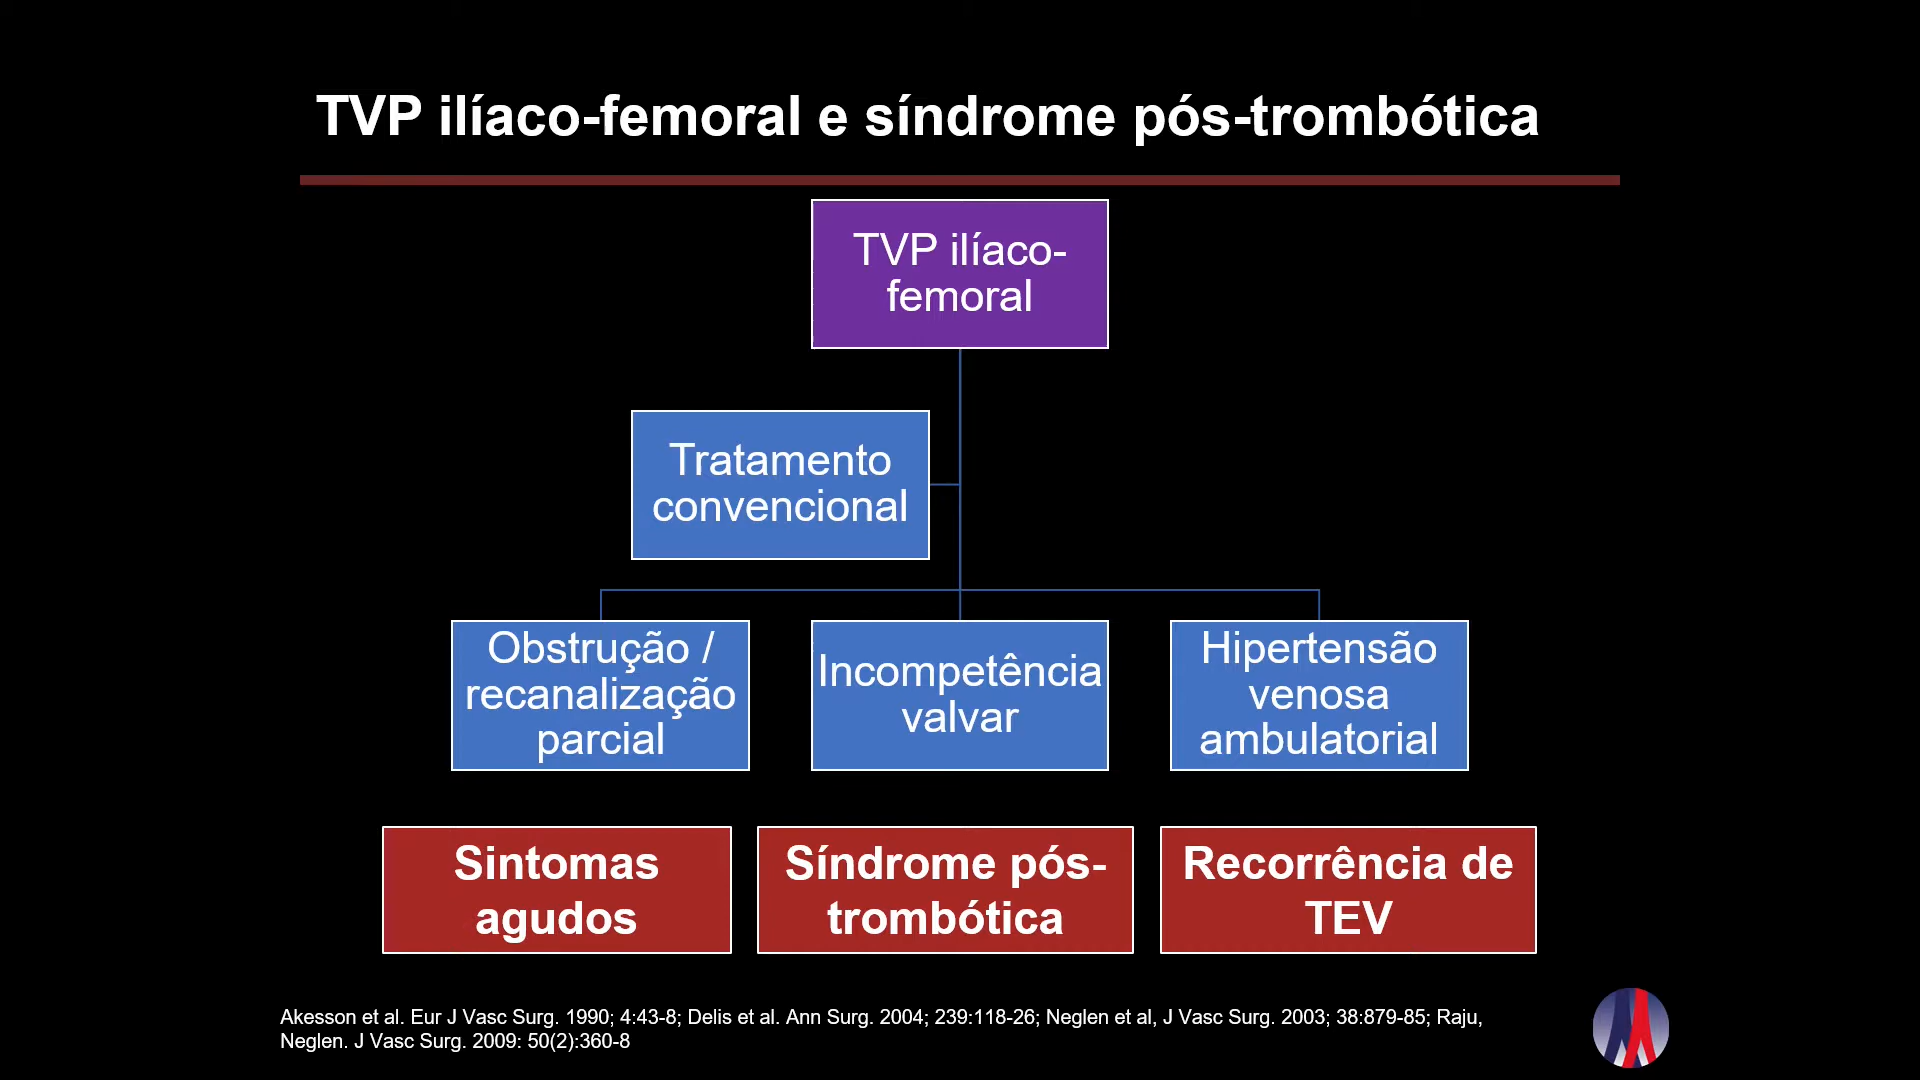 TVP ilíaco-femoral e síndrome pós-trombótica
TVP ilíaco-
femoral
Tratamento
convencional
Obstrução /
recanalização
parcial
Incompetência
valvar
Hipertensão
venosa
ambulatorial
Sintomas
agudos
Síndrome pós-
trombótica
Recorrência de
TEV
Akesson et al. Eur J Vasc Surg. 1990; 4:43-8; Delis et al. Ann Surg. 2004; 239:118-26; Neglen et al, J Vasc Surg. 2003; 38:879-85; Raju,
Neglen. J Vasc Surg. 2009: 50(2):360-8